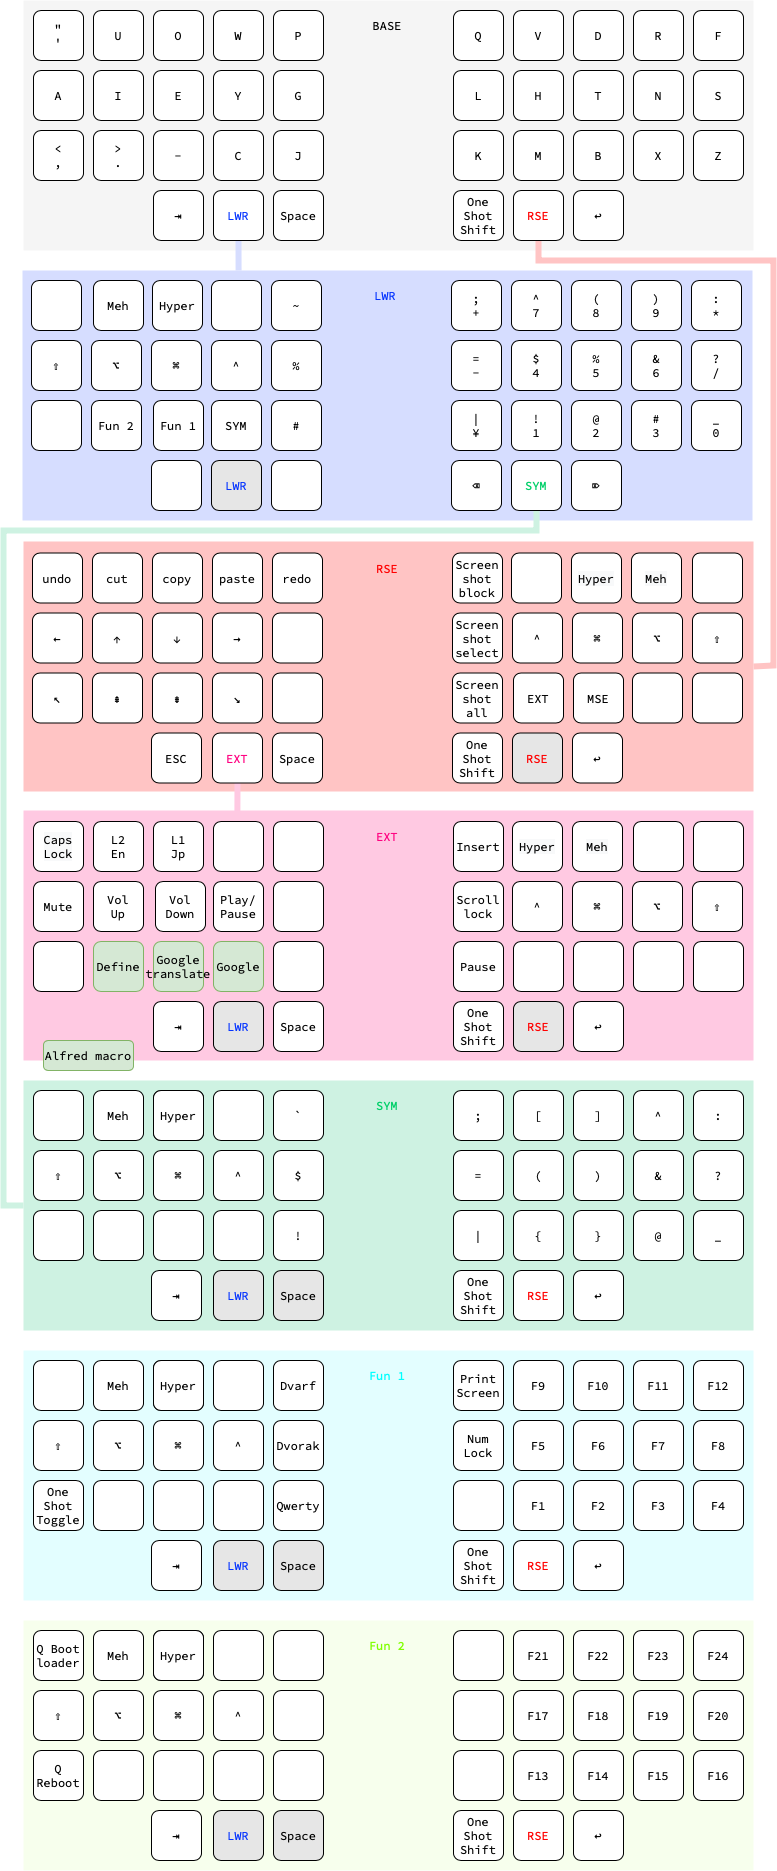 " U O W P BASE Q V D R F
'
A I E Y G L H T N S
< > – C J K M B X Z
, .
⇥ LWR Space One Shot Shift RSE ↩
Meh Hyper ~ LWR ; ^ ( ) :
+ 7 8 9 *
⇧ ⌥ ⌘ ^ % = $ % & ?
– 4 5 6 /
Fun 2 Fun 1 SYM # | ! @ # _
¥ 1 2 3 0
LWR ⌫ SYM ⌦
undo cut copy paste redo RSE Screen shot block Hyper Meh
← ↑ ↓ → Screen shot select ^ ⌘ ⌥ ⇧
↖ ⇞ ⇟ ↘ Screen shot all EXT MSE
ESC EXT Space One Shot Shift RSE ↩
Caps Lock L2 En L1 Jp EXT Insert Hyper Meh
Mute Vol Up Vol Down Play/ Pause Scroll lock ^ ⌘ ⌥ ⇧
Define Google translate Google Pause
⇥ LWR Space One Shot Shift RSE ↩
Alfred macro
Meh Hyper ` SYM ; [ ] ^ :
⇧ ⌥ ⌘ ^ $ = ( ) & ?
! | { } @ _
⇥ LWR Space One Shot Shift RSE ↩
Meh Hyper Dvarf Fun 1 Print Screen F9 F10 F11 F12
⇧ ⌥ ⌘ ^ Dvorak Num Lock F5 F6 F7 F8
One Shot Toggle Qwerty F1 F2 F3 F4
⇥ LWR Space One Shot Shift RSE ↩
Q Boot loader Meh Hyper Fun 2 F21 F22 F23 F24
⇧ ⌥ ⌘ ^ F17 F18 F19 F20
Q Reboot F13 F14 F15 F16
⇥ LWR Space One Shot Shift RSE ↩